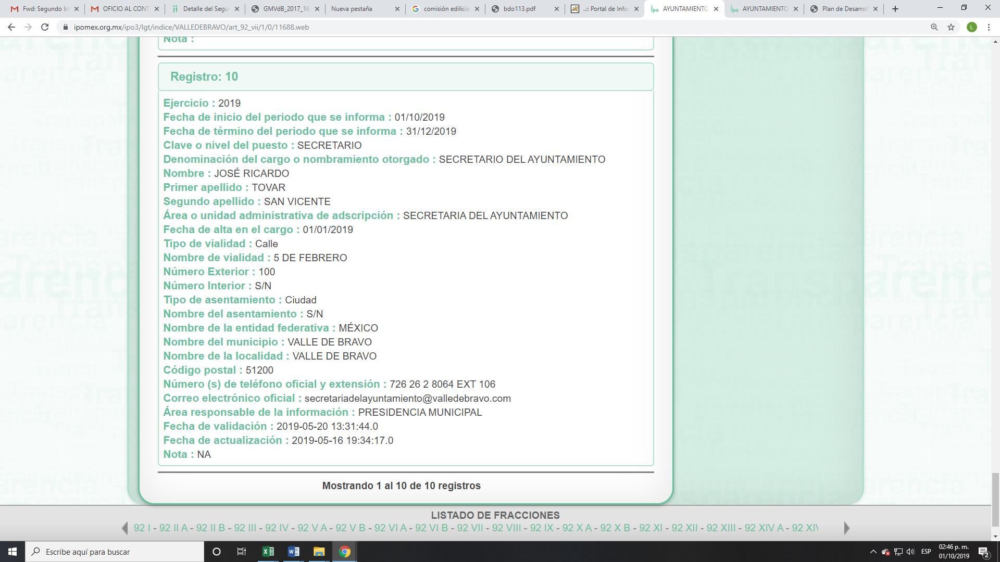 Fwd: Segundo bl
OFICIO AL CONT
Detalle del Segu
GMVdB_2017_16
Nueva pestaña
comisión edilicia
bdo113.pdf
..:: Portal de Infor
AYUNTAMIENTO
AYUNTAMIENTO
Plan de Desarrol
ipomex.org.mx/ipo3/lgt/indice/VALLEDEBRAVO/art_92_vii/1/0/11688.web
L
Nota :
Registro: 10
Ejercicio : 2019
Fecha de inicio del periodo que se informa : 01/10/2019
Fecha de término del periodo que se informa : 31/12/2019
Clave o nivel del puesto : SECRETARIO
Denominación del cargo o nombramiento otorgado : SECRETARIO DEL AYUNTAMIENTO
Nombre : JOSÉ RICARDO
Primer apellido : TOVAR
Segundo apellido : SAN VICENTE
Área o unidad administrativa de adscripción : SECRETARIA DEL AYUNTAMIENTO
Fecha de alta en el cargo : 01/01/2019
Tipo de vialidad : Calle
Nombre de vialidad : 5 DE FEBRERO
Número Exterior : 100
Número Interior : S/N
Tipo de asentamiento : Ciudad
Nombre del asentamiento : S/N
Nombre de la entidad federativa : MÉXICO
Nombre del municipio : VALLE DE BRAVO
Nombre de la localidad : VALLE DE BRAVO
Código postal : 51200
Número (s) de teléfono oficial y extensión : 726 26 2 8064 EXT 106
Correo electrónico oficial : secretariadelayuntamiento@valledebravo.com
Área responsable de la información : PRESIDENCIA MUNICIPAL
Fecha de validación : 2019-05-20 13:31:44.0
Fecha de actualización : 2019-05-16 19:34:17.0
Nota : NA
Mostrando 1 al 10 de 10 registros
LISTADO DE FRACCIONES
92 I - 92 II A - 92 II B - 92 III - 92 IV - 92 V A - 92 V B - 92 VI A - 92 VI B - 92 VII - 92 VIII - 92 IX - 92 X A - 92 X B - 92 XI - 92 XII - 92 XIII - 92 XIV A - 92 XIV
Escribe aquí para buscar
ESP
02:46 p. m.
01/10/2019
2